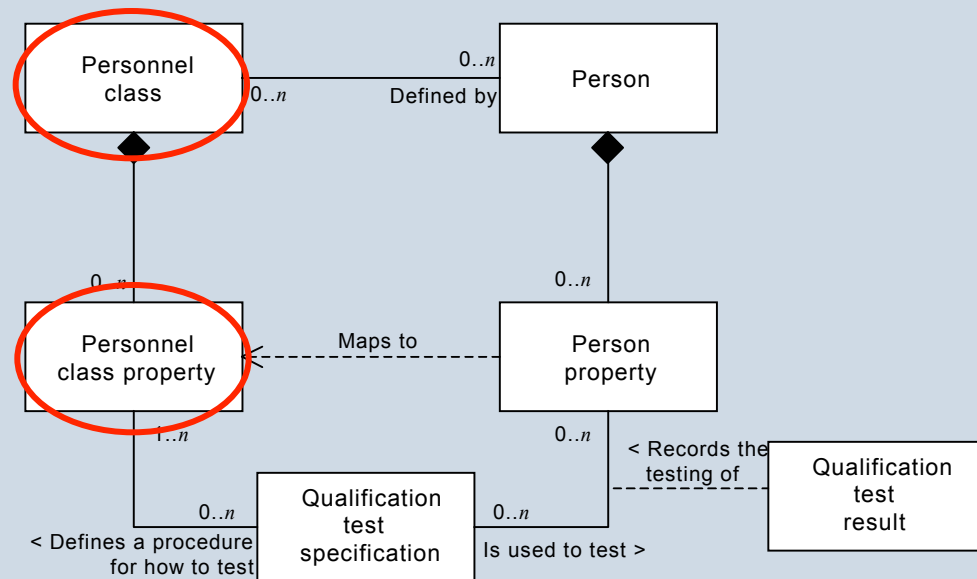 Personnel
class
0..n
0..n
Defined by
Person
0..n
0..n
Personnel
class property
Maps to
Person
property
1..n
0..n
< Records the
testing of
Qualification
test
result
0..n
Qualification
test
specification
0..n
< Defines a procedure
for how to test
Is used to test >